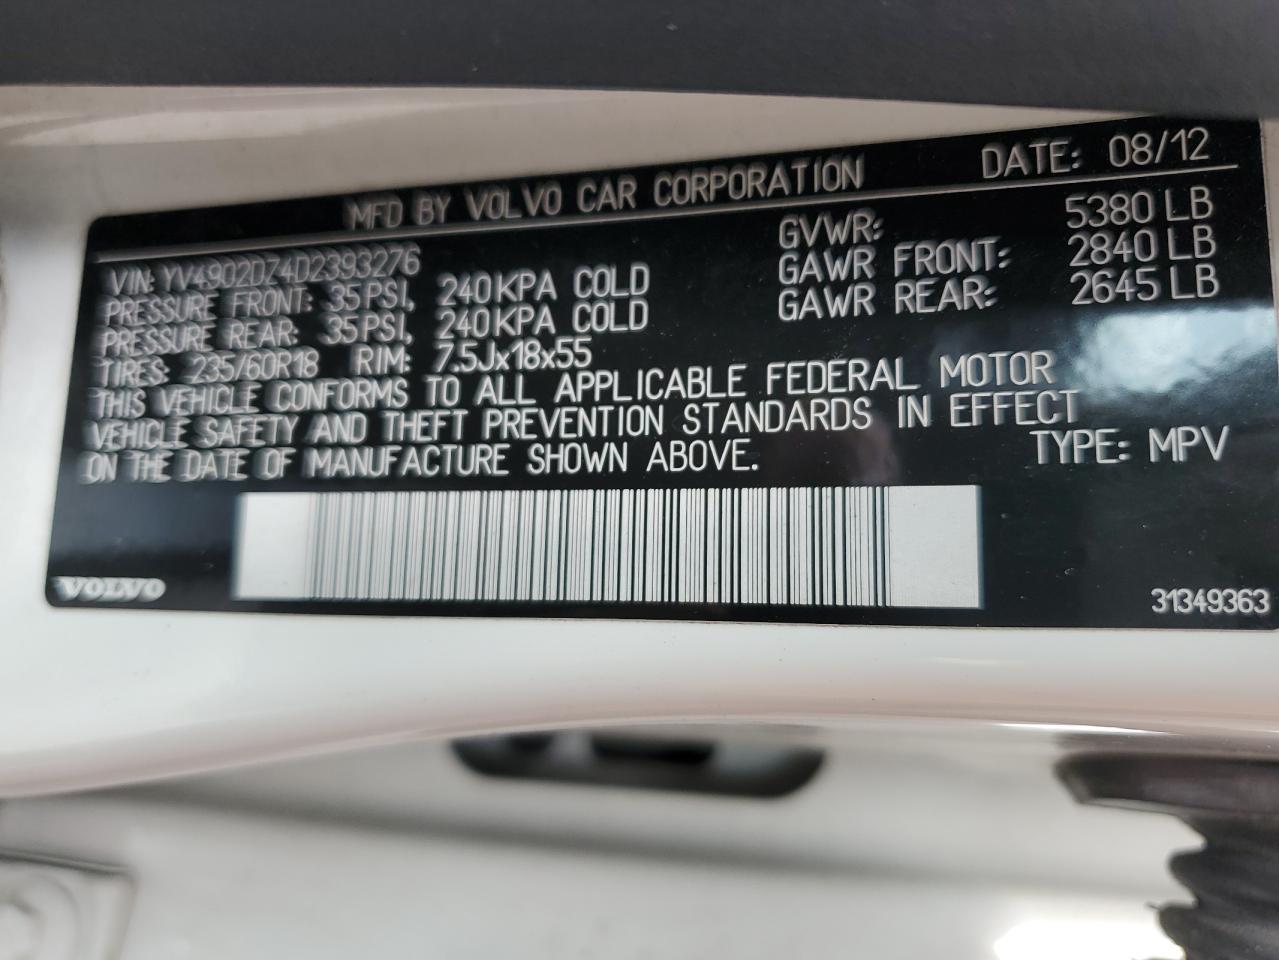 MFD BY VOLVO CAR CORPORATION DATE: 08/12
VIN: YV4902DZ4D2393276 GVWR: 5380 LB
PRESSURE FRONT: 35 PSI, 240 KPA COLD GAWR FRONT: 2840 LB
PRESSURE REAR: 35 PSI, 240 KPA COLD GAWR REAR: 2645 LB
TIRES: 235/60R18 RIM: 7.5Jx18x55
THIS VEHICLE CONFORMS TO ALL APPLICABLE FEDERAL MOTOR
VEHICLE SAFETY AND THEFT PREVENTION STANDARDS IN EFFECT
ON THE DATE OF MANUFACTURE SHOWN ABOVE. TYPE: MPV
VOLVO 31349363